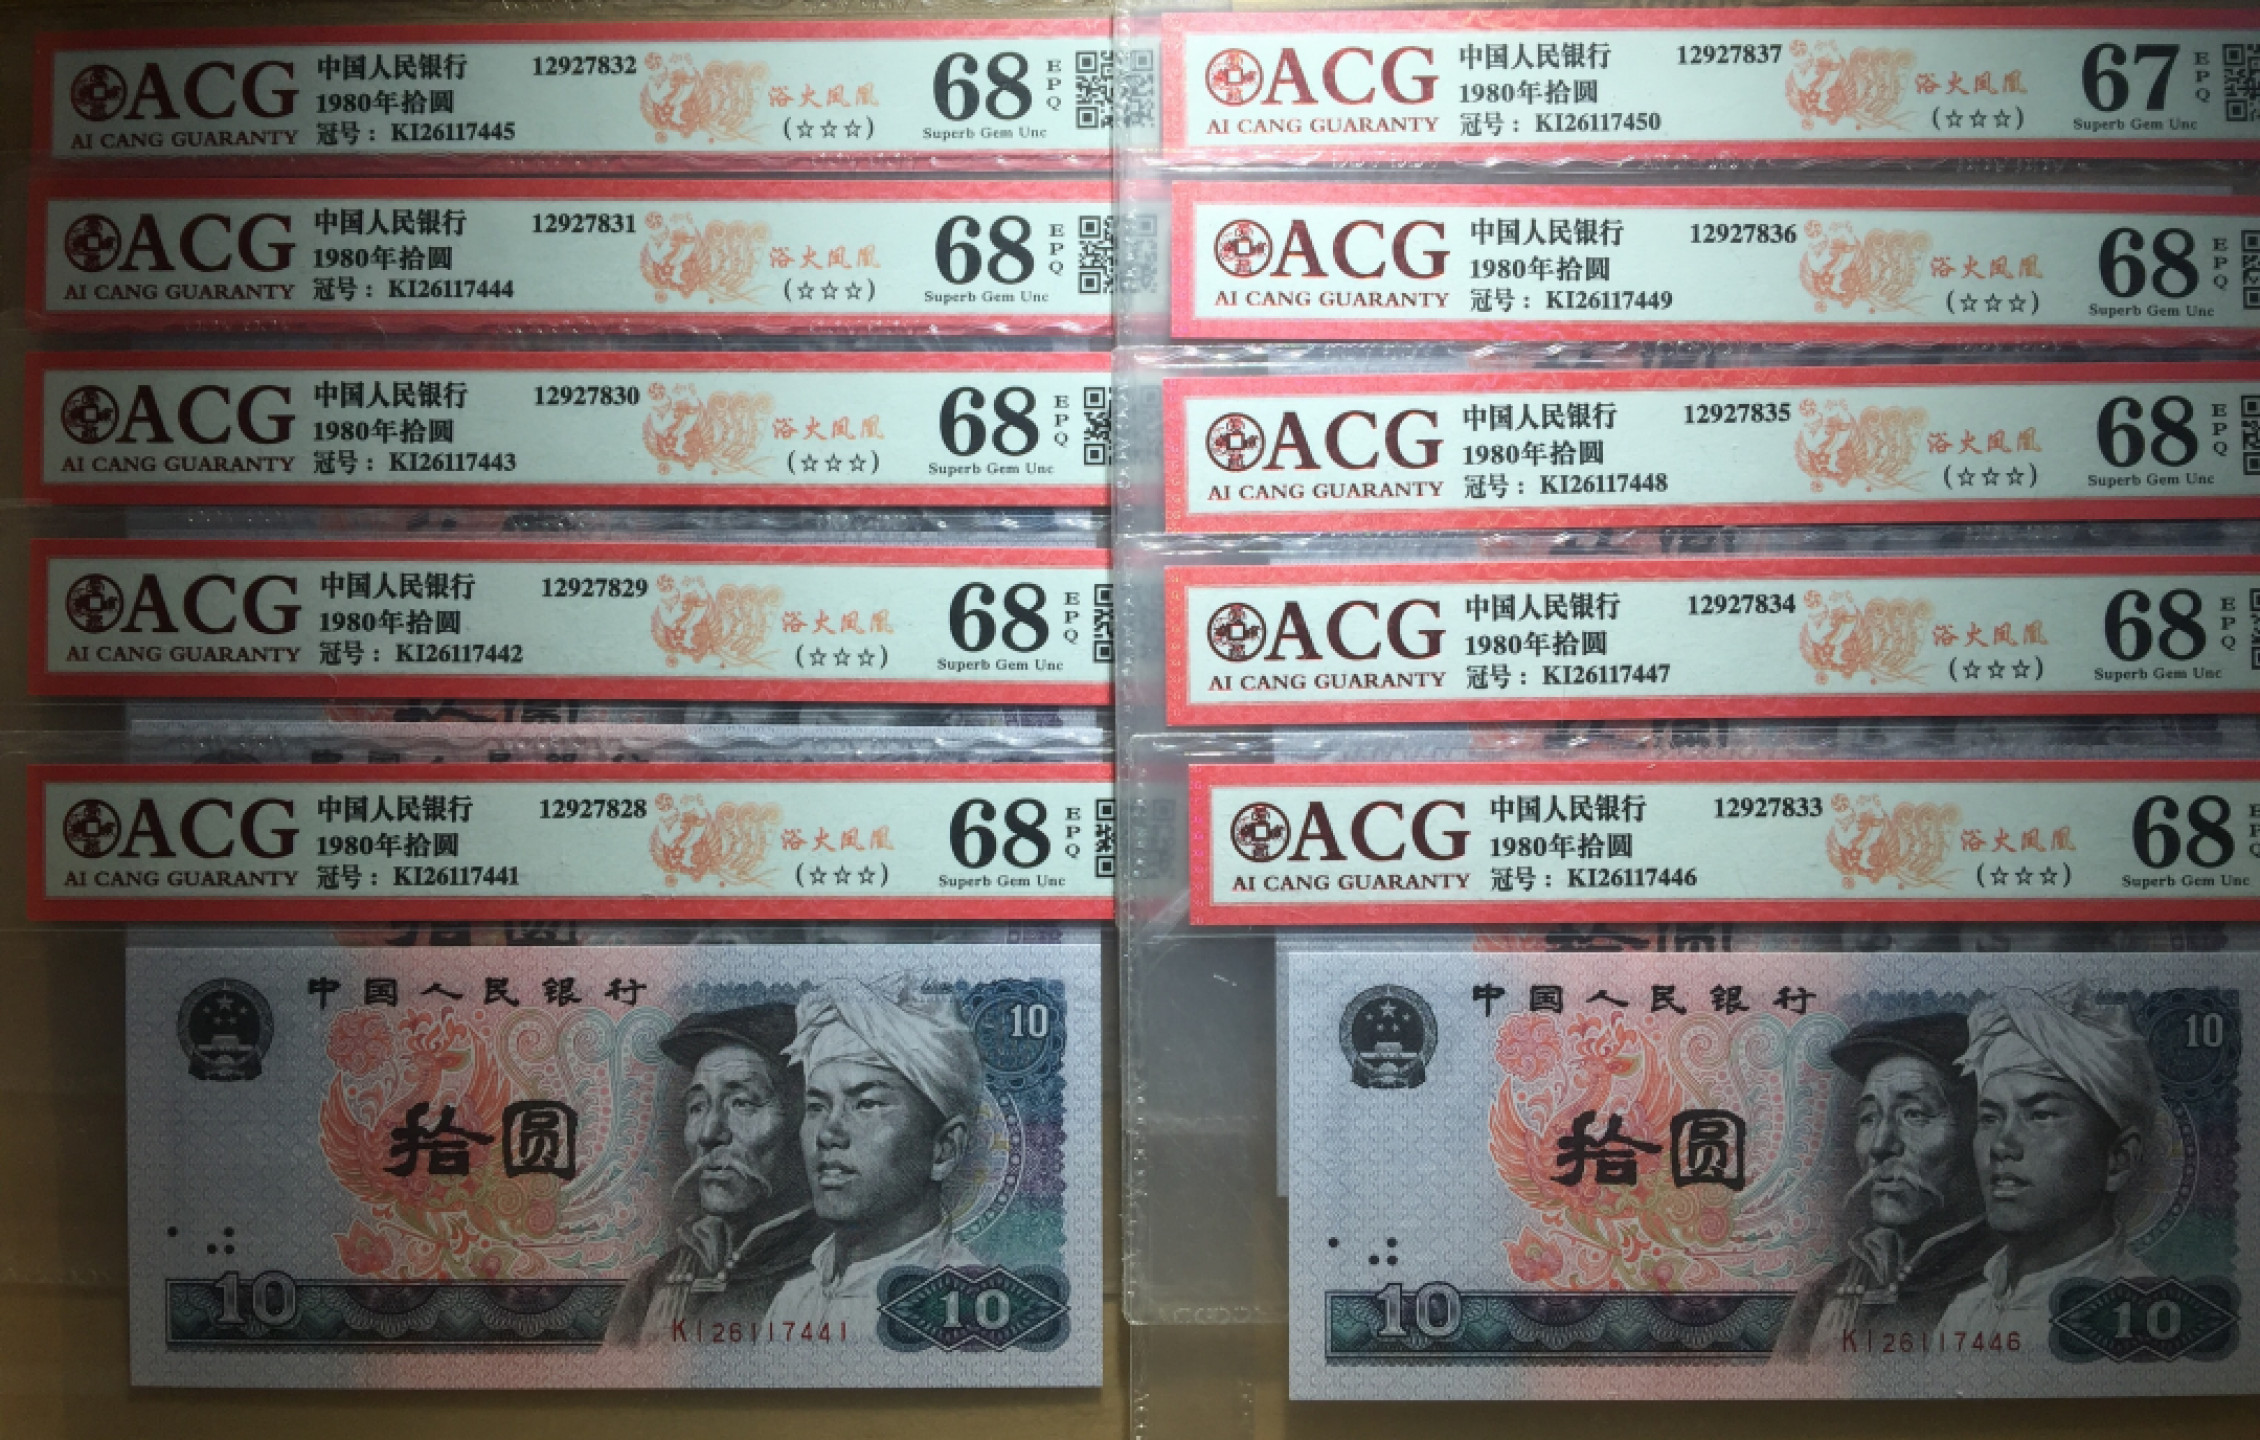 ACG
AI CANG GUARANTY
中国人民银行
1980年拾圆
冠号：KI26117445
12927832
浴火凤凰
(☆☆☆)
68
EPQ
Superb Gem Unc
ACG
AI CANG GUARANTY
中国人民银行
1980年拾圆
冠号：KI26117444
12927831
浴火凤凰
(☆☆☆)
68
EPQ
Superb Gem Unc
ACG
AI CANG GUARANTY
中国人民银行
1980年拾圆
冠号：KI26117443
12927830
浴火凤凰
(☆☆☆)
68
EPQ
Superb Gem Unc
ACG
AI CANG GUARANTY
中国人民银行
1980年拾圆
冠号：KI26117442
12927829
浴火凤凰
(☆☆☆)
68
EPQ
Superb Gem Unc
ACG
AI CANG GUARANTY
中国人民银行
1980年拾圆
冠号：KI26117441
12927828
浴火凤凰
(☆☆☆)
68
EPQ
Superb Gem Unc
中国人民银行
10
拾圆
10
KI26117441
10
ACG
AI CANG GUARANTY
中国人民银行
1980年拾圆
冠号：KI26117450
12927837
浴火凤凰
(☆☆☆)
67
EPQ
Superb Gem Unc
ACG
AI CANG GUARANTY
中国人民银行
1980年拾圆
冠号：KI26117449
12927836
浴火凤凰
(☆☆☆)
68
EPQ
Superb Gem Unc
ACG
AI CANG GUARANTY
中国人民银行
1980年拾圆
冠号：KI26117448
12927835
浴火凤凰
(☆☆☆)
68
EPQ
Superb Gem Unc
ACG
AI CANG GUARANTY
中国人民银行
1980年拾圆
冠号：KI26117447
12927834
浴火凤凰
(☆☆☆)
68
EPQ
Superb Gem Unc
ACG
AI CANG GUARANTY
中国人民银行
1980年拾圆
冠号：KI26117446
12927833
浴火凤凰
(☆☆☆)
68
Superb Gem Unc
中国人民银行
10
拾圆
10
KI26117446
10